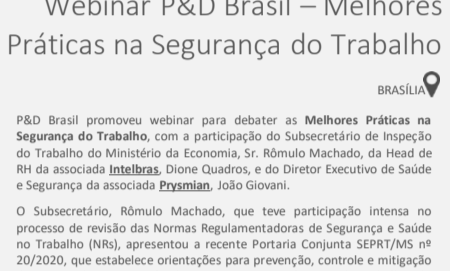 Webinar P&D Brasil – Melhores
Práticas na Segurança do Trabalho
BRASÍLIA
P&D Brasil promoveu webinar para debater as Melhores Práticas na
Segurança do Trabalho, com a participação do Subsecretário de Inspeção
do Trabalho do Ministério da Economia, Sr. Rômulo Machado, da Head de
RH da associada Intelbras, Dione Quadros, e do Diretor Executivo de Saúde
e Segurança da associada Prysmian, João Giovani.
O Subsecretário, Rômulo Machado, que teve participação intensa no
processo de revisão das Normas Regulamentadoras de Segurança e Saúde
no Trabalho (NRs), apresentou a recente Portaria Conjunta SEPRT/MS nº
20/2020, que estabelece orientações para prevenção, controle e mitigação